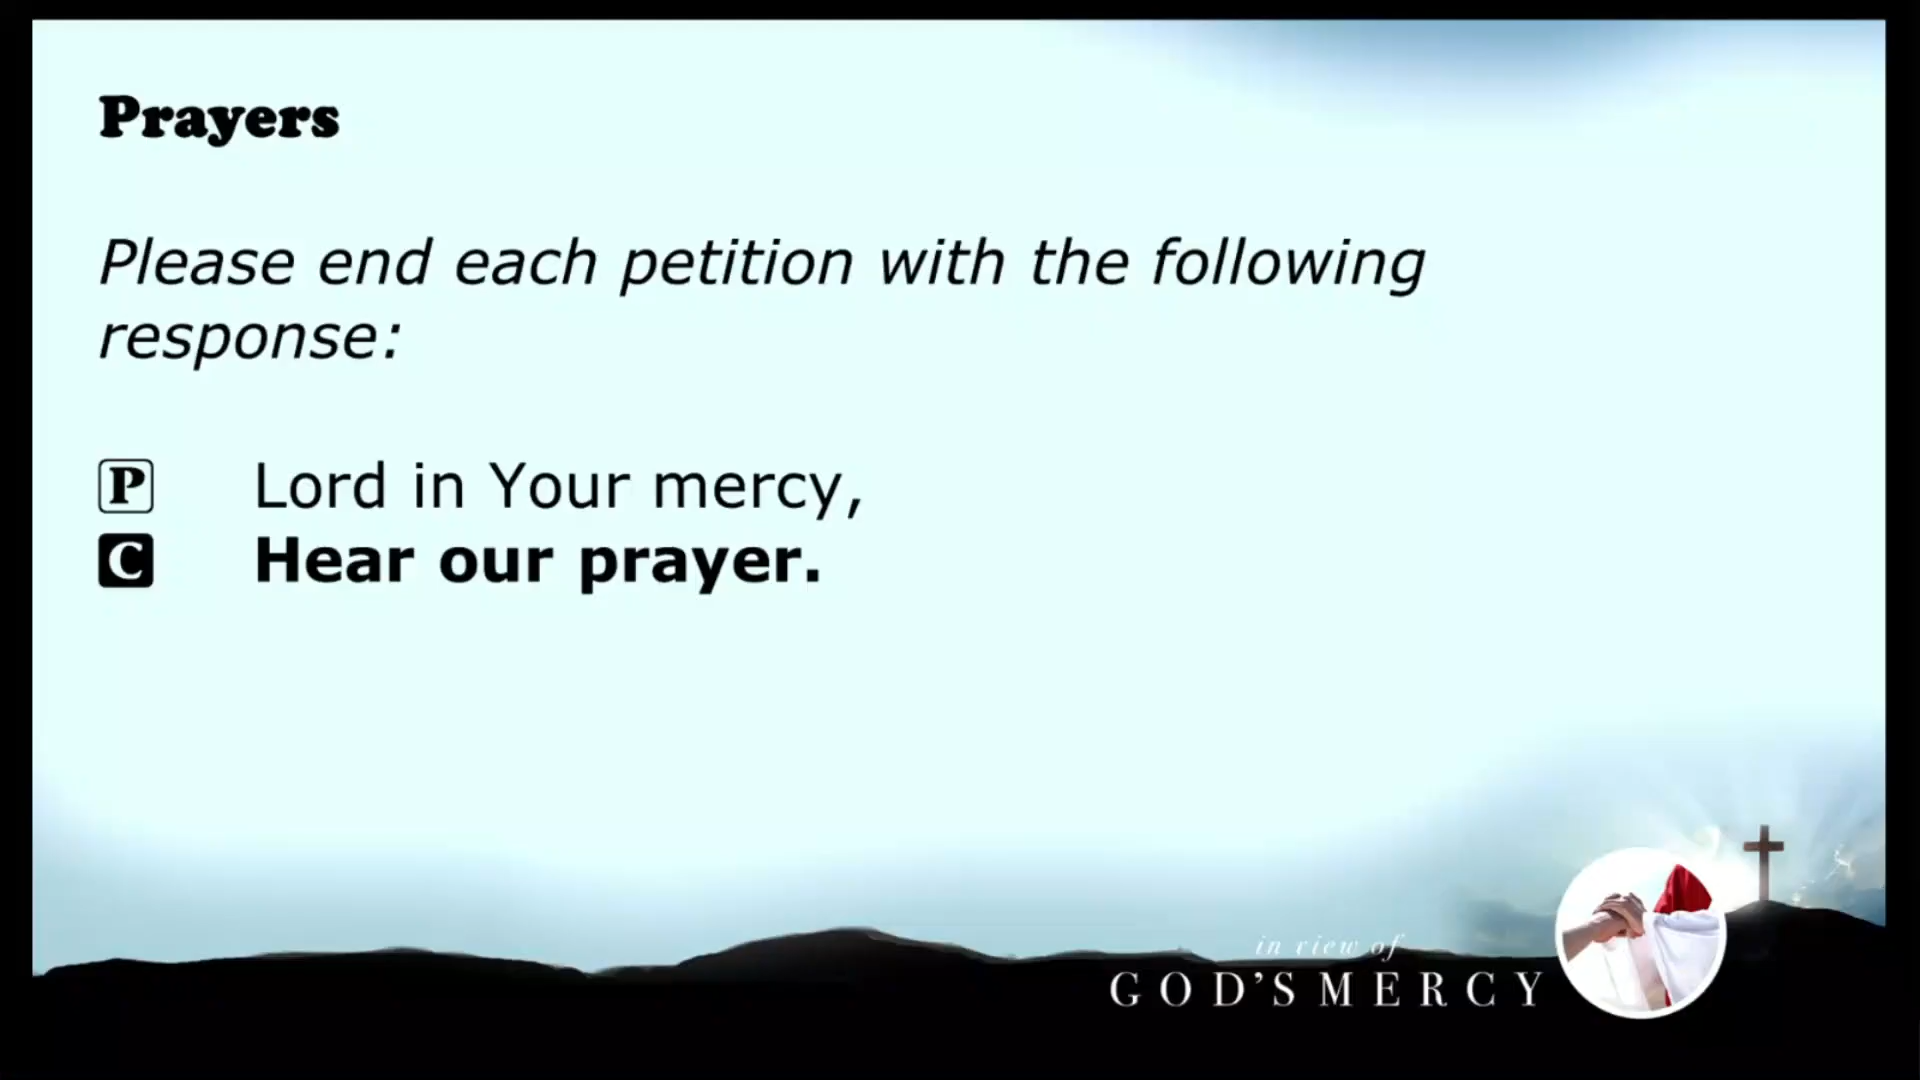 Prayers
Please end each petition with the following
response:
P Lord in Your mercy,
C Hear our prayer.
in view of
GOD'S MERCY